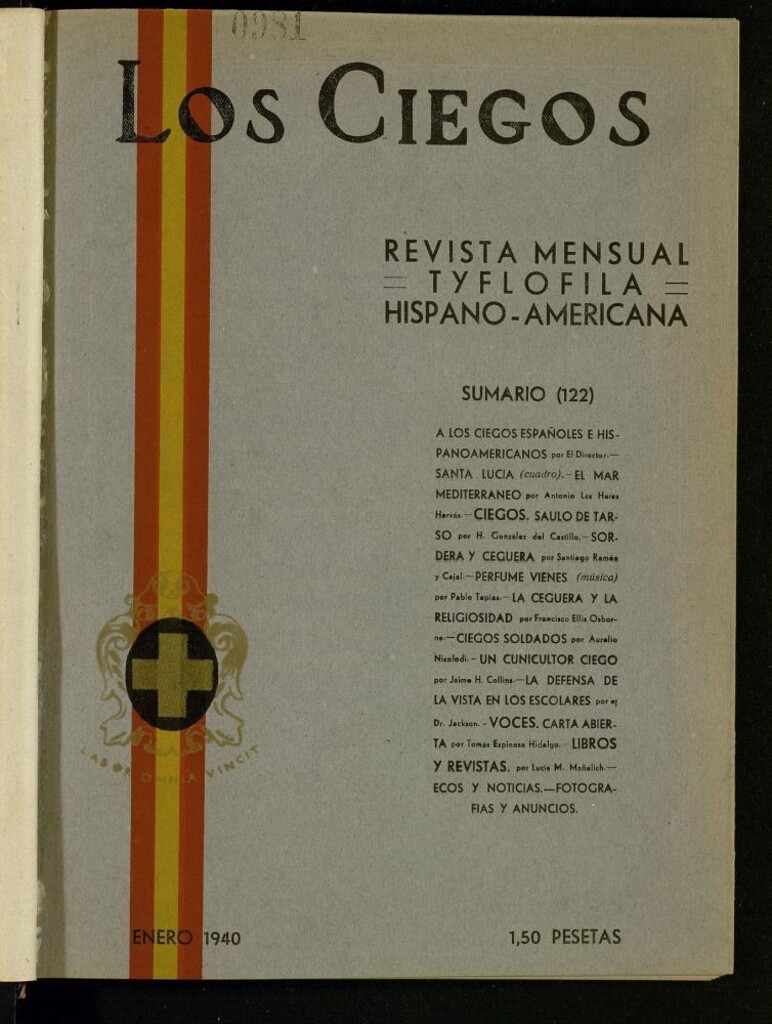 0981
LOS CIEGOS
REVISTA MENSUAL
= TYFLOFILA =
HISPANO-AMERICANA
SUMARIO (122)
A LOS CIEGOS ESPAÑOLES E HIS-
PANOAMERICANOS por El Director.—
SANTA LUCIA (cuadro).—EL MAR
MEDITERRANEO por Antonio Las Heras
Hervás.—CIEGOS. SAULO DE TAR-
SO por H. González del Castillo.—SOR-
DERA Y CEGUERA por Santiago Ramón
y Cajal.—PERFUME VIENES (música)
por Pablo Tapias.—LA CEGUERA Y LA
RELIGIOSIDAD por Francisco Ellis Osbor-
ne.—CIEGOS SOLDADOS por Aurelio
Nicolodi.—UN CUNICULTOR CIEGO
por Jaime H. Collins.—LA DEFENSA DE
LA VISTA EN LOS ESCOLARES por el
Dr. Jackson.-VOCES. CARTA ABIER-
TA por Tomás Espinosa Hidalgo.—LIBROS
Y REVISTAS. por Lucio M. Moñalich.—
ECOS Y NOTICIAS.—FOTOGRA-
FIAS Y ANUNCIOS.
LABOR OMNIA VINCIT
ENERO 1940
1,50 PESETAS